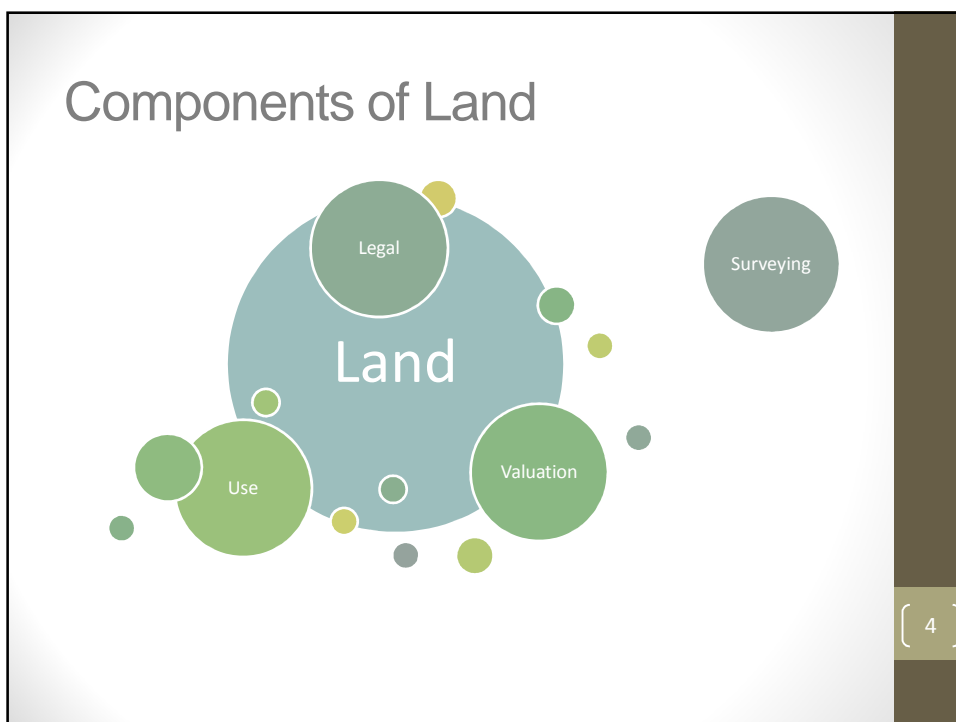 Components of Land
Legal
Surveying
Land
Valuation
Use
4